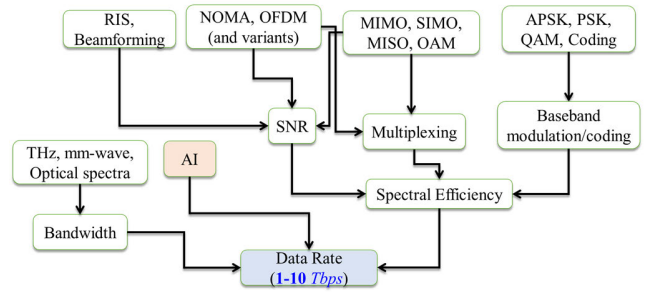 RIS,
Beamforming
NOMA, OFDM
(and variants)
MIMO, SIMO,
MISO, OAM
APSK, PSK,
QAM, Coding
SNR
Multiplexing
Baseband
modulation/coding
THz, mm-wave,
Optical spectra
AI
Spectral Efficiency
Bandwidth
Data Rate
(1-10 Tbps)